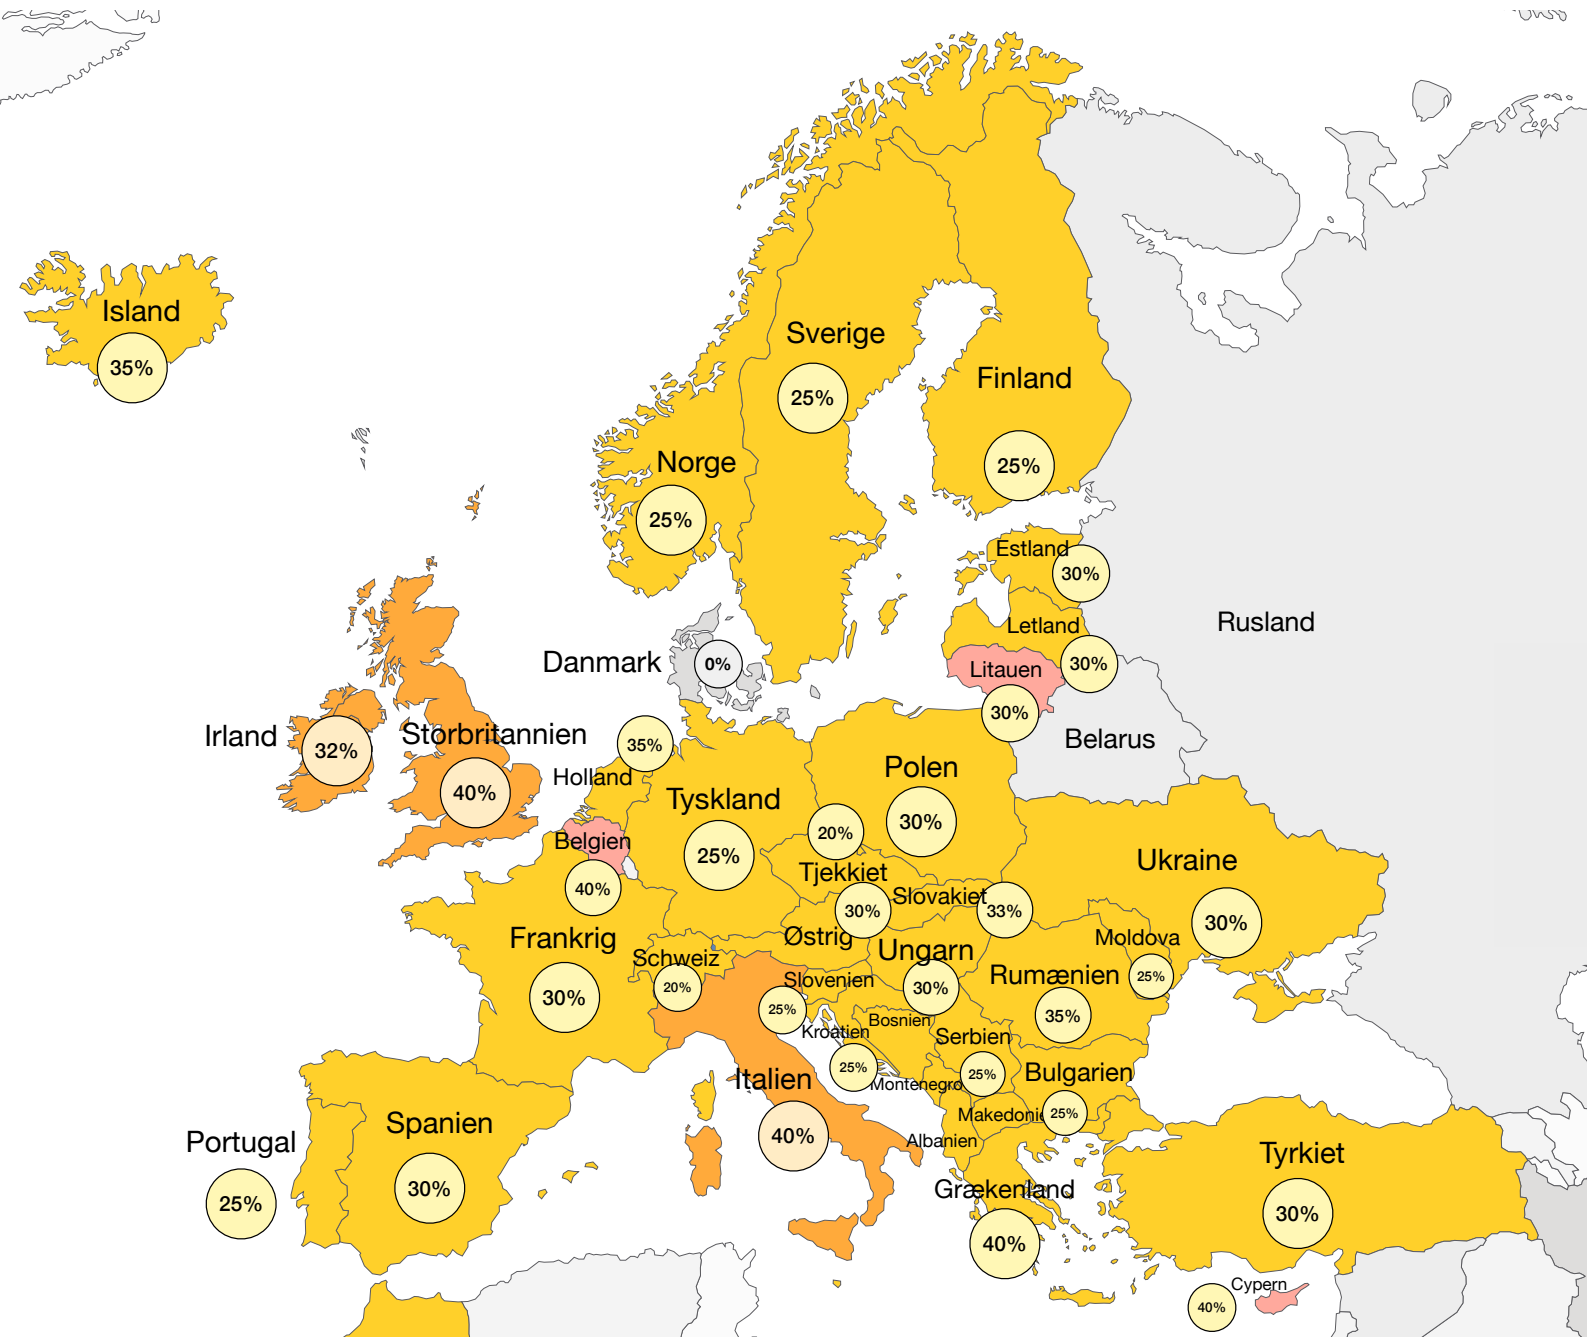 Island
35%
Sverige
25%
Finland
25%
Norge
25%
Estland
30%
Letland
30%
Litauen
30%
Rusland
Danmark
0%
Irland
32%
Storbritannien
40%
35%
Holland
Belarus
Polen
30%
Tyskland
25%
20%
Tjekkiet
Belgien
40%
Ukraine
30%
Slovakiet
33%
30%
Østrig
Frankrig
30%
Schweiz
20%
Ungarn
30%
Moldova
25%
Rumænien
35%
Slovenien
25%
Kroatien
25%
Bosnien
Serbien
25%
Montenegro
Bulgarien
25%
Makedonie
Albanien
Italien
40%
Spanien
30%
Portugal
25%
Grækenland
40%
Tyrkiet
30%
Cypern
40%